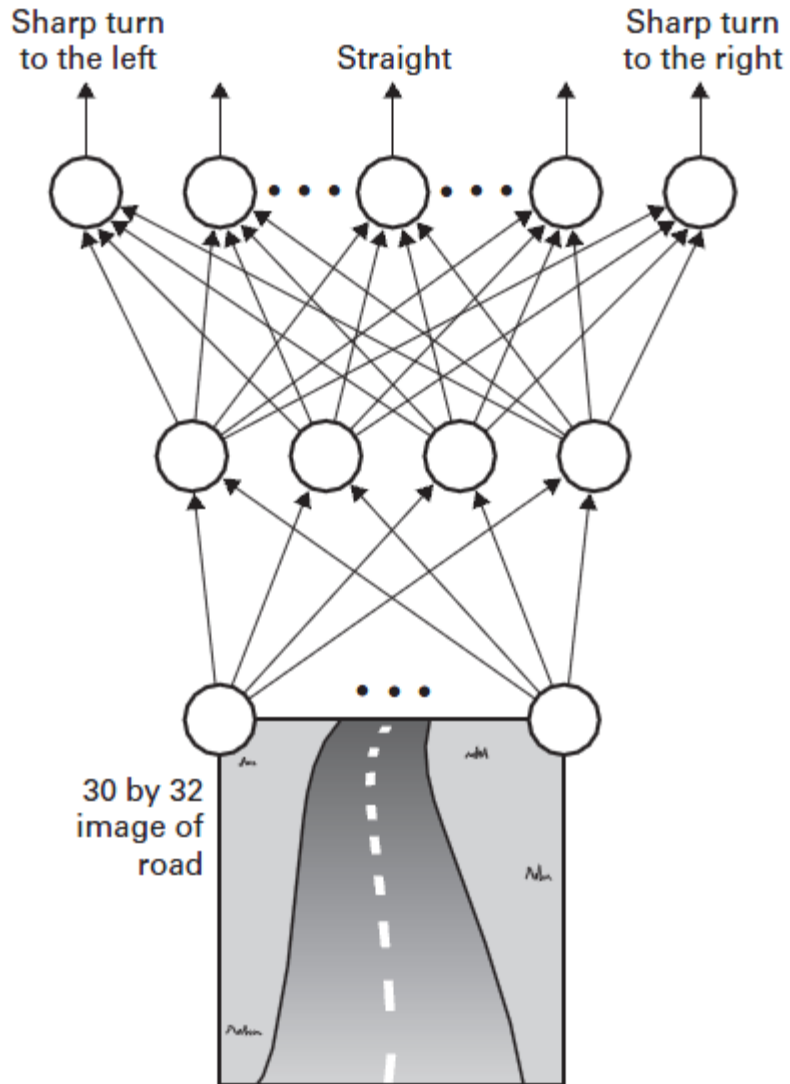 Sharp turn
to the left
Straight
Sharp turn
to the right
30 by 32
image of
road